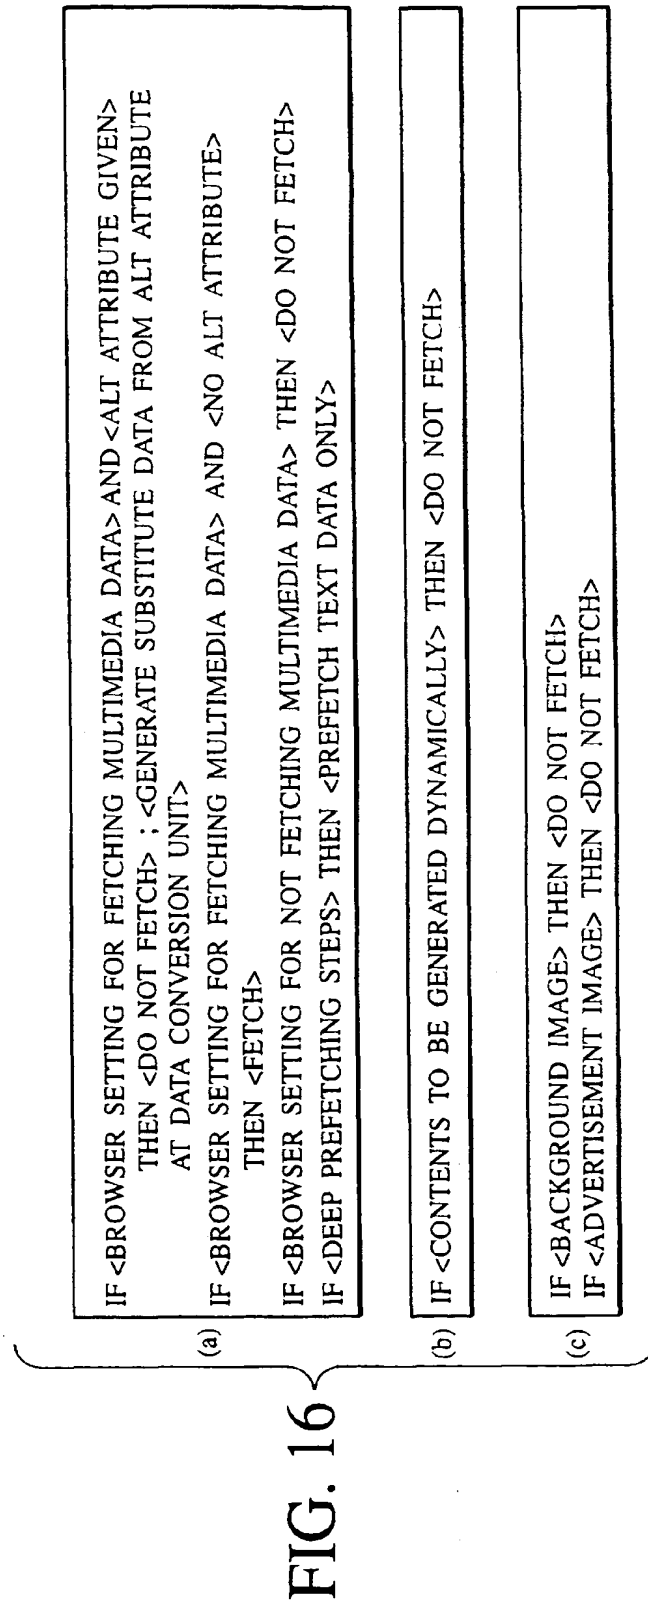 FIG. 16
(a)
IF <BROWSER SETTING FOR FETCHING MULTIMEDIA DATA> AND <ALT ATTRIBUTE GIVEN>
THEN <DO NOT FETCH> ; <GENERATE SUBSTITUTE DATA FROM ALT ATTRIBUTE
AT DATA CONVERSION UNIT>
IF <BROWSER SETTING FOR FETCHING MULTIMEDIA DATA> AND <NO ALT ATTRIBUTE>
THEN <FETCH>
IF <BROWSER SETTING FOR NOT FETCHING MULTIMEDIA DATA> THEN <DO NOT FETCH>
IF <DEEP PREFETCHING STEPS> THEN <PREFETCH TEXT DATA ONLY>
(b)
IF <CONTENTS TO BE GENERATED DYNAMICALLY> THEN <DO NOT FETCH>
(c)
IF <BACKGROUND IMAGE> THEN <DO NOT FETCH>
IF <ADVERTISEMENT IMAGE> THEN <DO NOT FETCH>